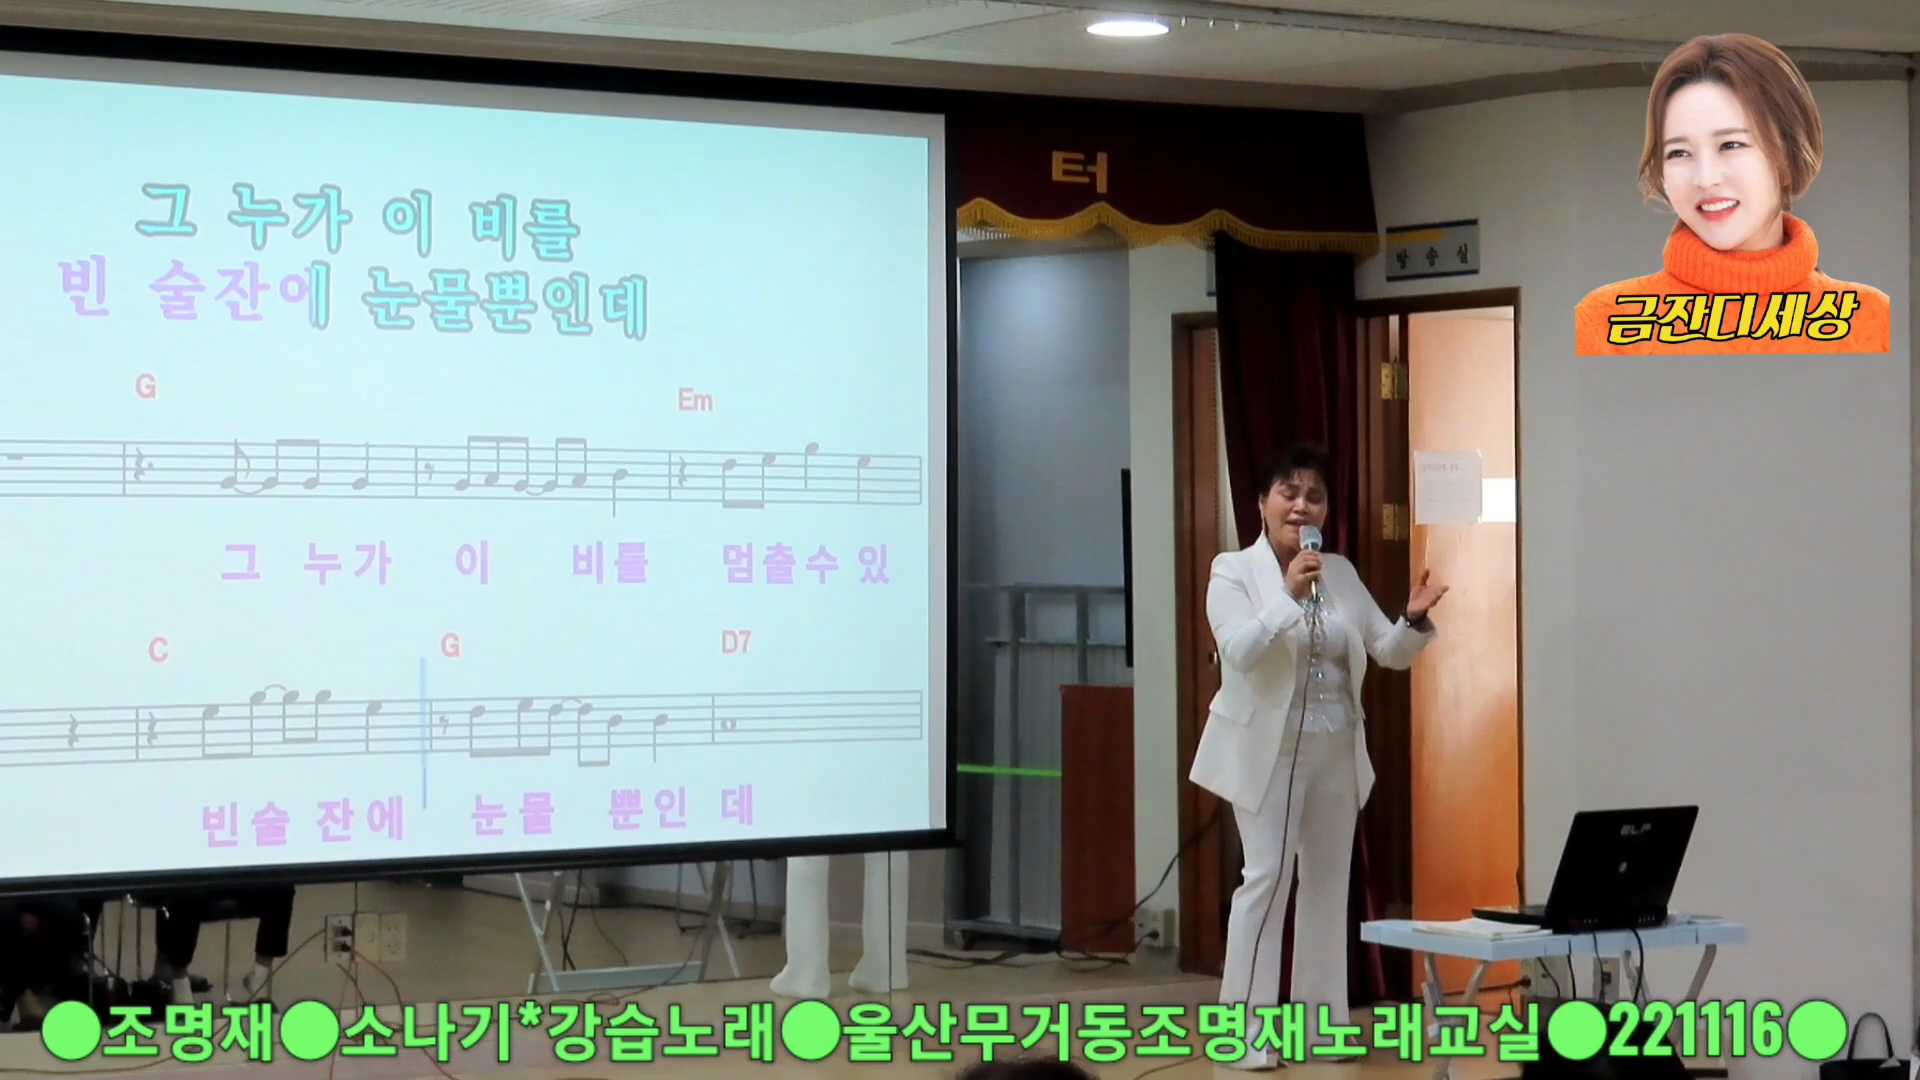 그 누가 이 비를
빈 술잔에 눈물뿐인데
G Em
그 누가 이 비를 멈출수 있
C G D7
빈술 잔에 눈물 뿐인 데
터
방송실
금잔디세상
●조명재●소나기*강습노래●울산무거동조명재노래교실●221116●